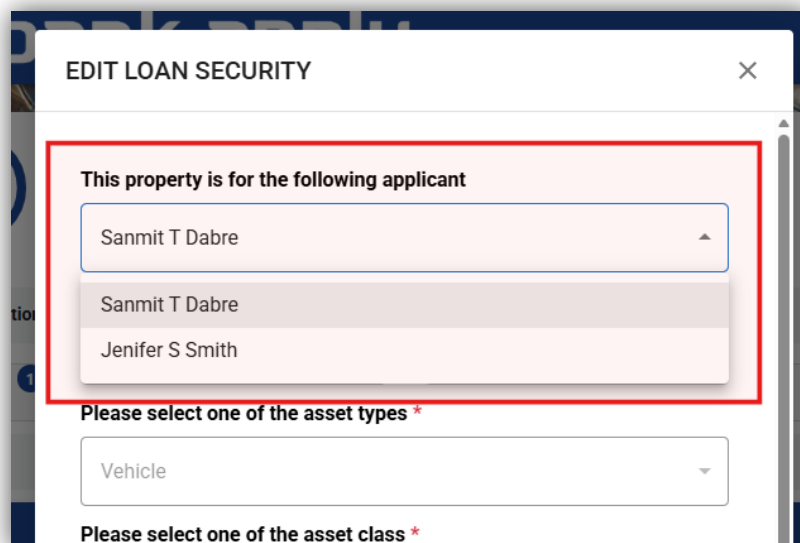 EDIT LOAN SECURITY
This property is for the following applicant
Sanmit T Dabre
Sanmit T Dabre
Jenifer S Smith
Please select one of the asset types *
Vehicle
Please select one of the asset class *